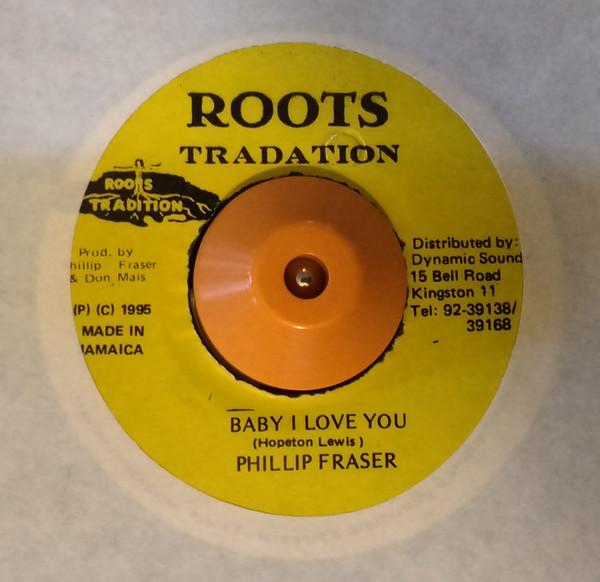 ROOTS
TRADATION
ROOTS
TRADITION
Prod. by
hillip Fraser
& Don Mais
(P) (C) 1995
MADE IN
JAMAICA
Distributed by:
Dynamic Sound
15 Bell Road
Kingston 11
Tel: 92-39138/
39168
BABY I LOVE YOU
(Hopeton Lewis)
PHILLIP FRASER